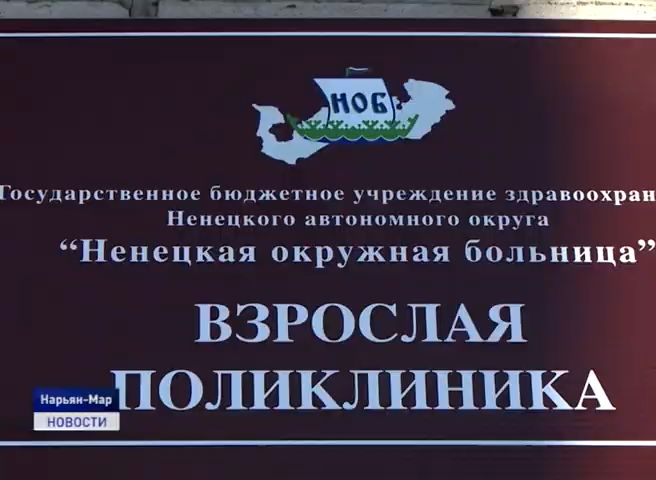 НОБ
Государственное бюджетное учреждение здравоохран
Ненецкого автономного округа
“Ненецкая окружная больница”
ВЗРОСЛАЯ
ПОЛИКЛИНИКА
Нарьян-Мар
НОВОСТИ